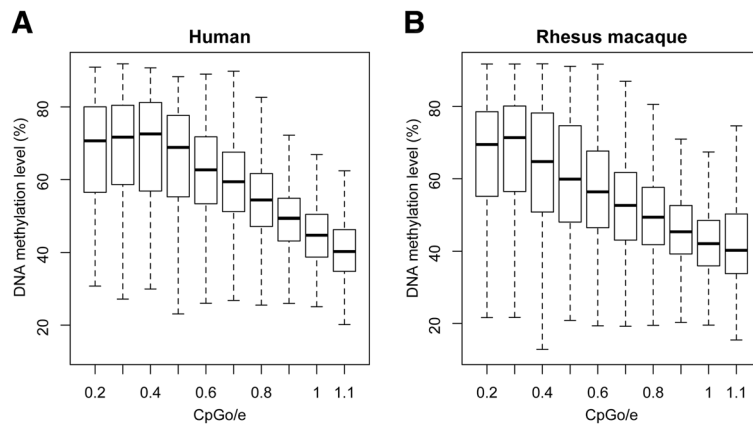 A
Human
DNA methylation level (%)
80
60
40
20
0.2
0.4
0.6
0.8
1
1.1
CpGo/e
B
Rhesus macaque
DNA methylation level (%)
80
60
40
20
0.2
0.4
0.6
0.8
1
1.1
CpGo/e